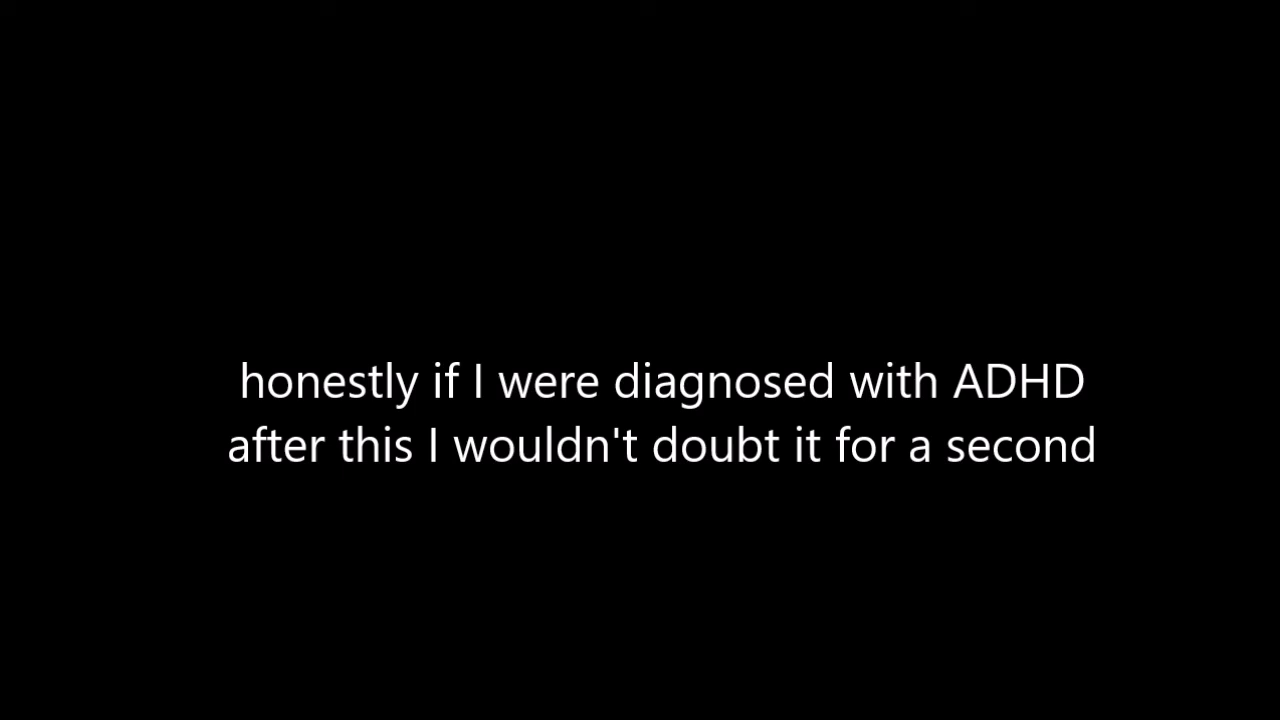 honestly if I were diagnosed with ADHD
after this I wouldn't doubt it for a second